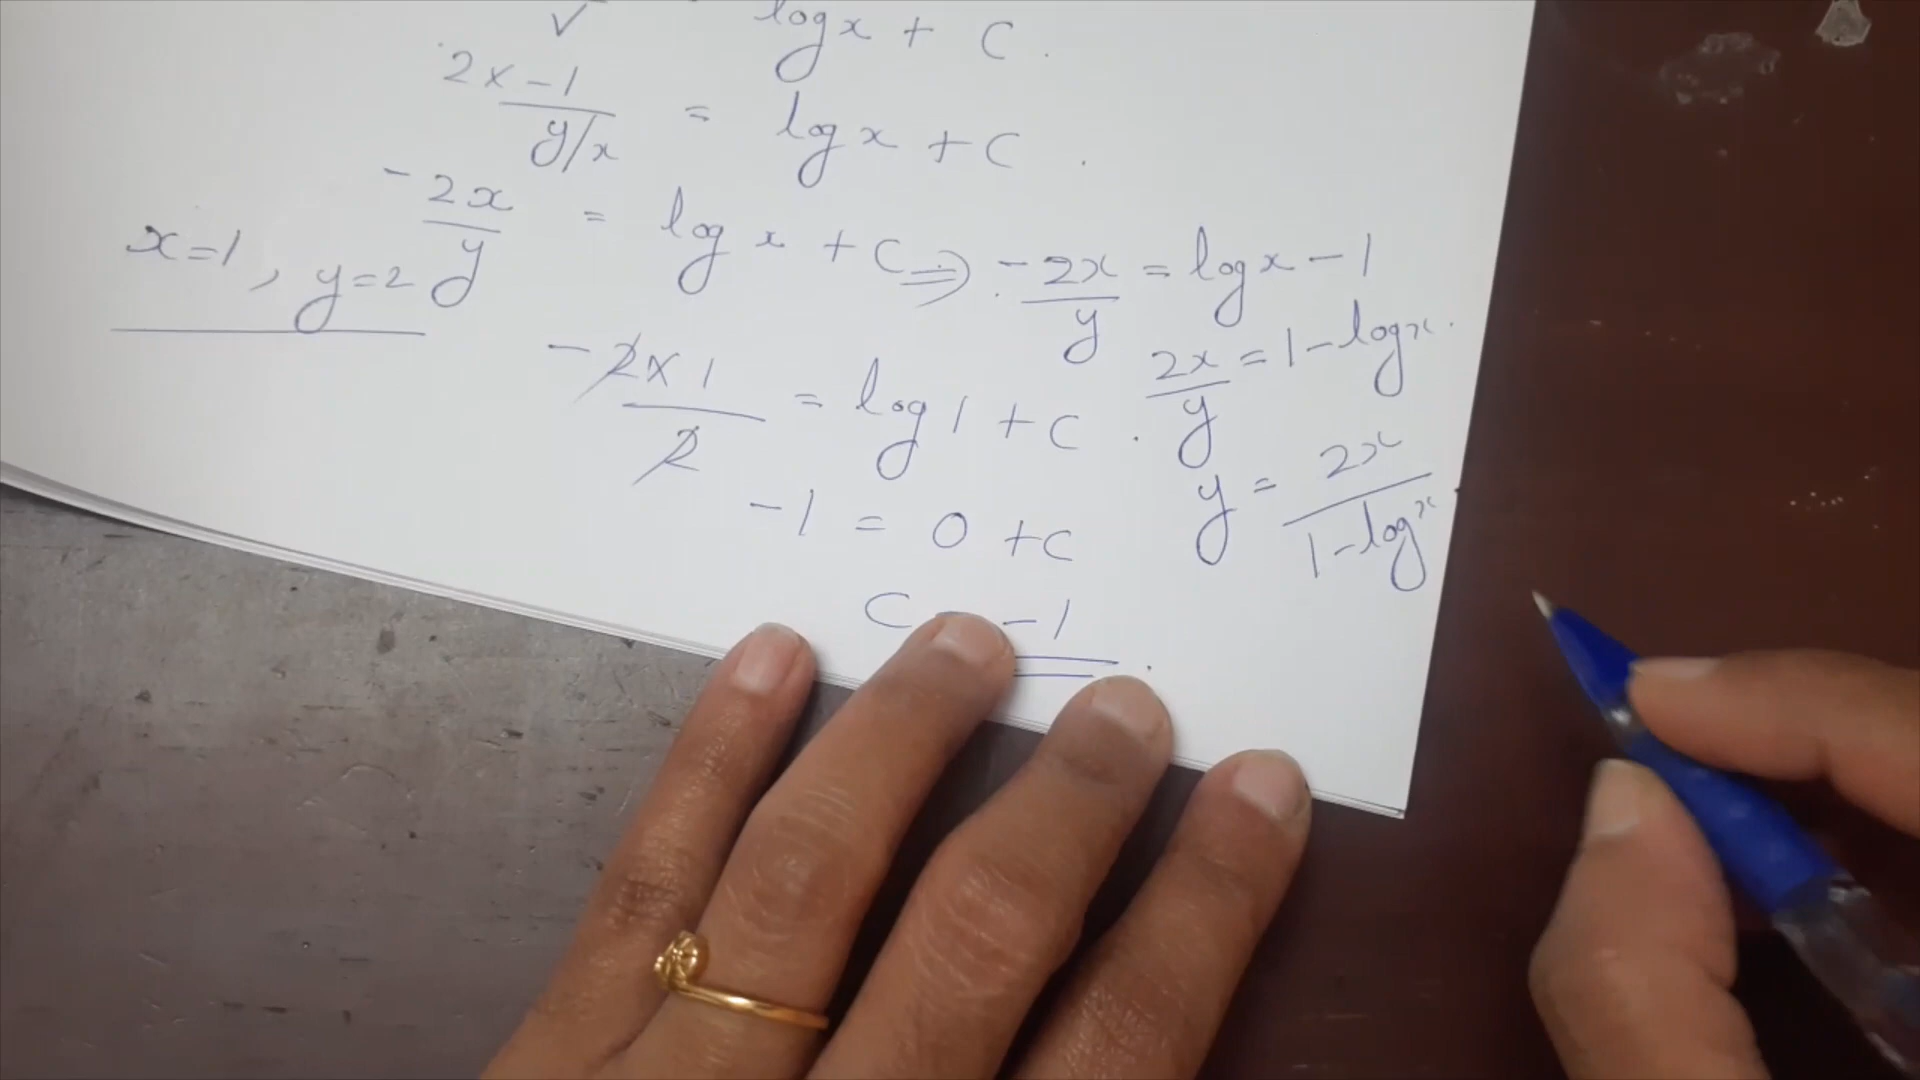 √ log x + C.
2 x -1 / y/x = log x + C.
-2x / y = log x + C ⇒ -2x / y = log x - 1
x=1, y=2
-2 x 1 / 2 = log 1 + C. 2x / y = 1 - log x.
-1 = 0 + C y = 2x / 1 - log x
C -1